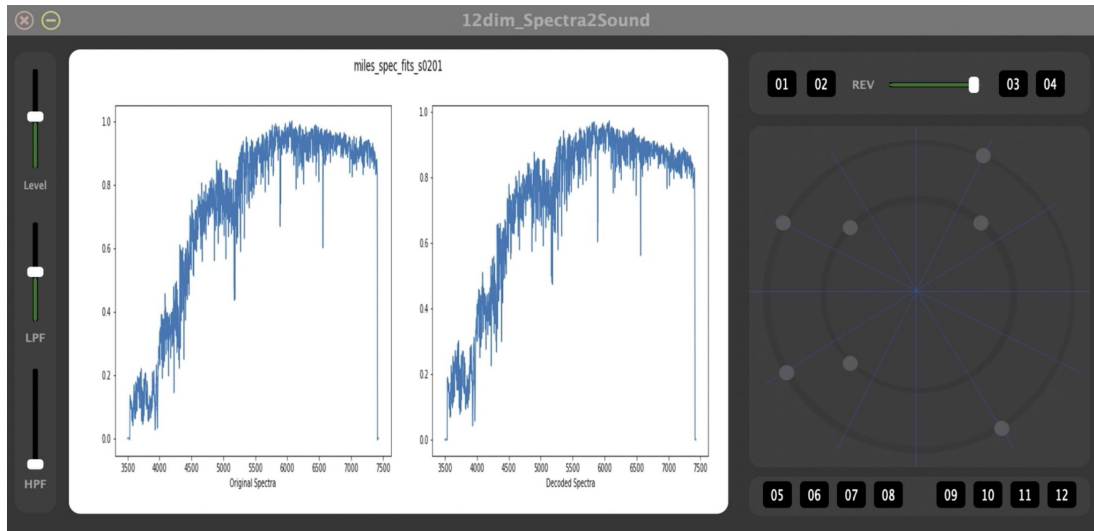 12dim_Spectra2Sound
Level
LPF
HPF
miles_spec_fits_s0201
1.0
0.8
0.6
0.4
0.2
0.0
3500 4000 4500 5000 5500 6000 6500 7000 7500
Original Spectra
1.0
0.8
0.6
0.4
0.2
0.0
3500 4000 4500 5000 5500 6000 6500 7000 7500
Decoded Spectra
01 02 REV 03 04
05 06 07 08 09 10 11 12